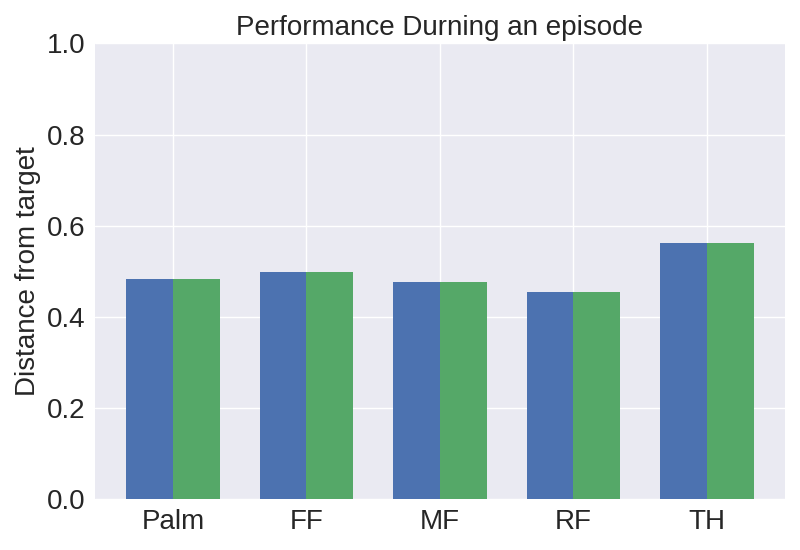 Performance Durning an episode
Distance from target
1.0
0.8
0.6
0.4
0.2
0.0
Palm FF MF RF TH